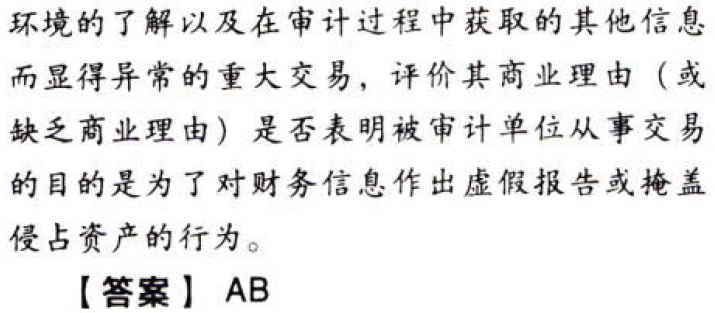 环境的了解以及在审计过程中获取的其他信息
而显得异常的重大交易，评价其商业理由（或
缺乏商业理由）是否表明被审计单位从事交易
的目的是为了对财务信息作出虚假报告或掩盖
侵占资产的行为。
【答案】 AB